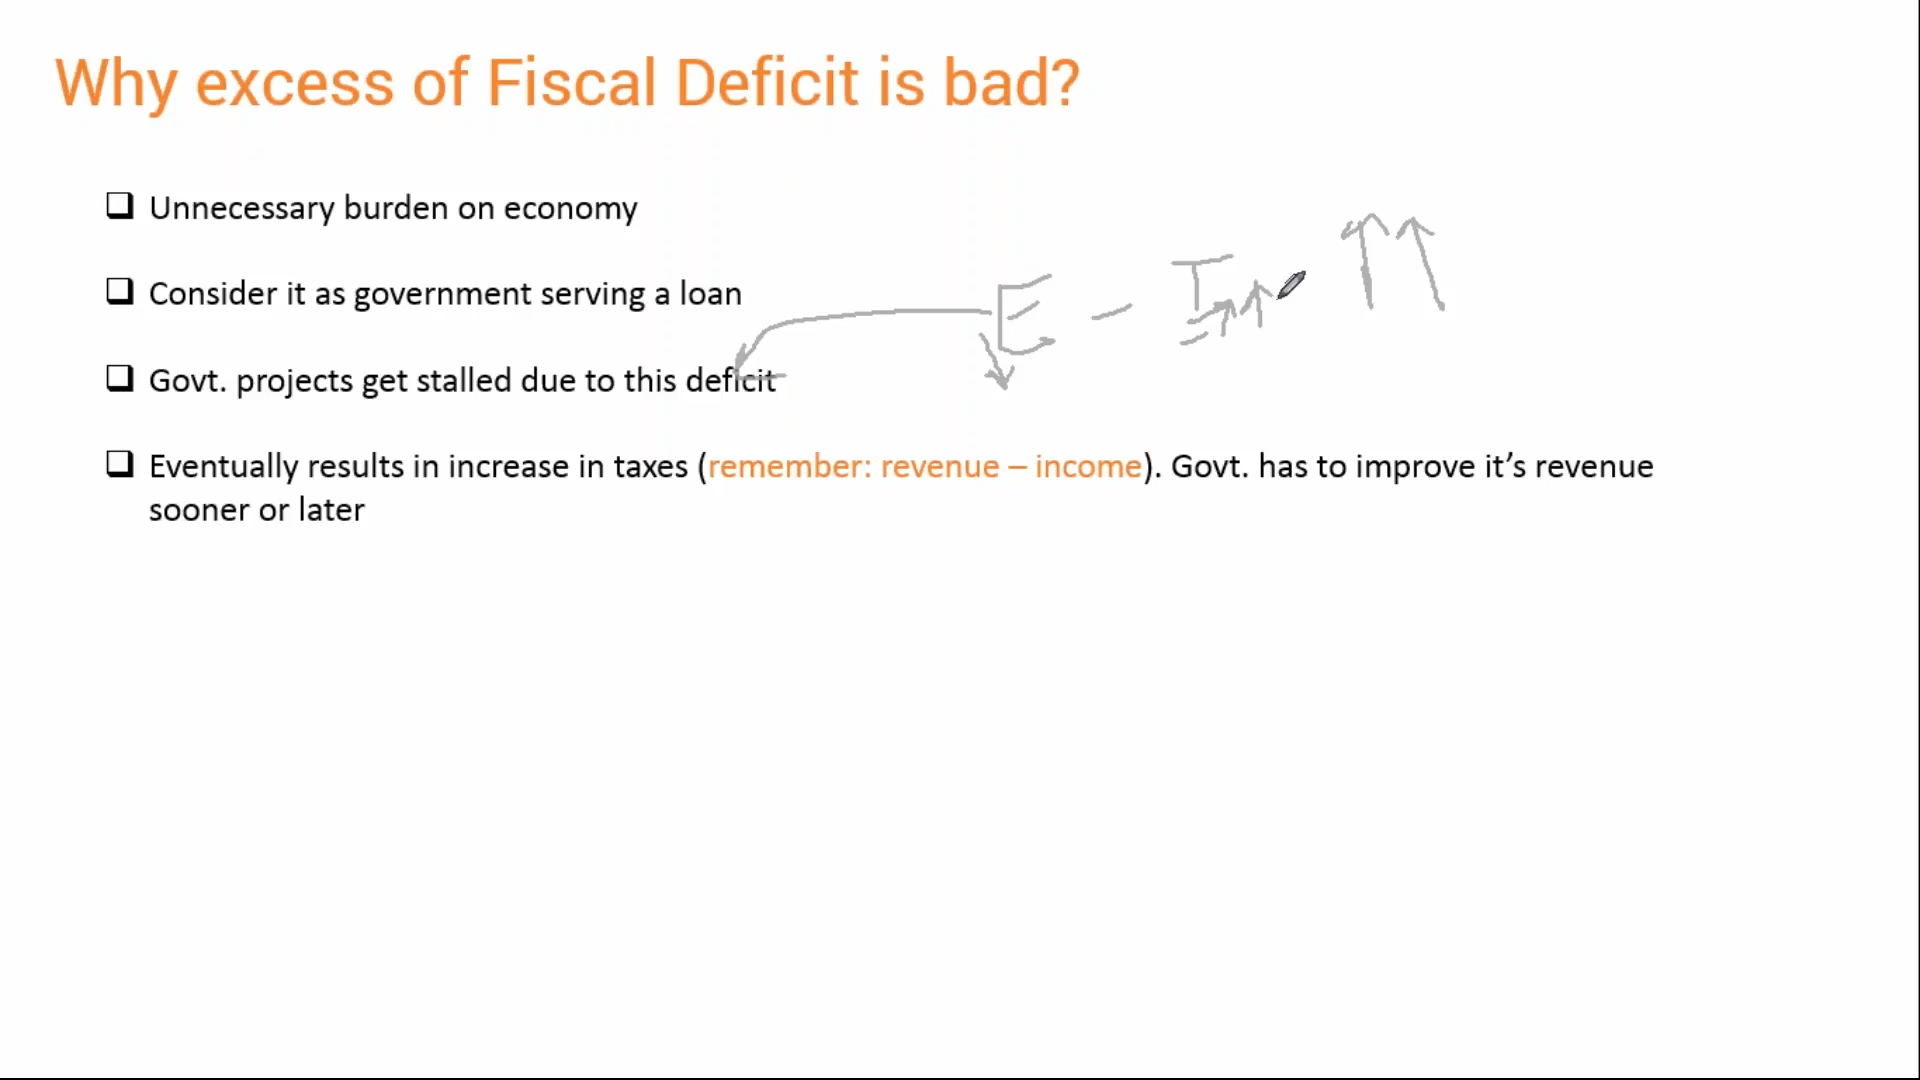 Why excess of Fiscal Deficit is bad?
Unnecessary burden on economy
Consider it as government serving a loan
E - I
Govt. projects get stalled due to this deficit
Eventually results in increase in taxes (remember: revenue – income). Govt. has to improve it’s revenue
sooner or later